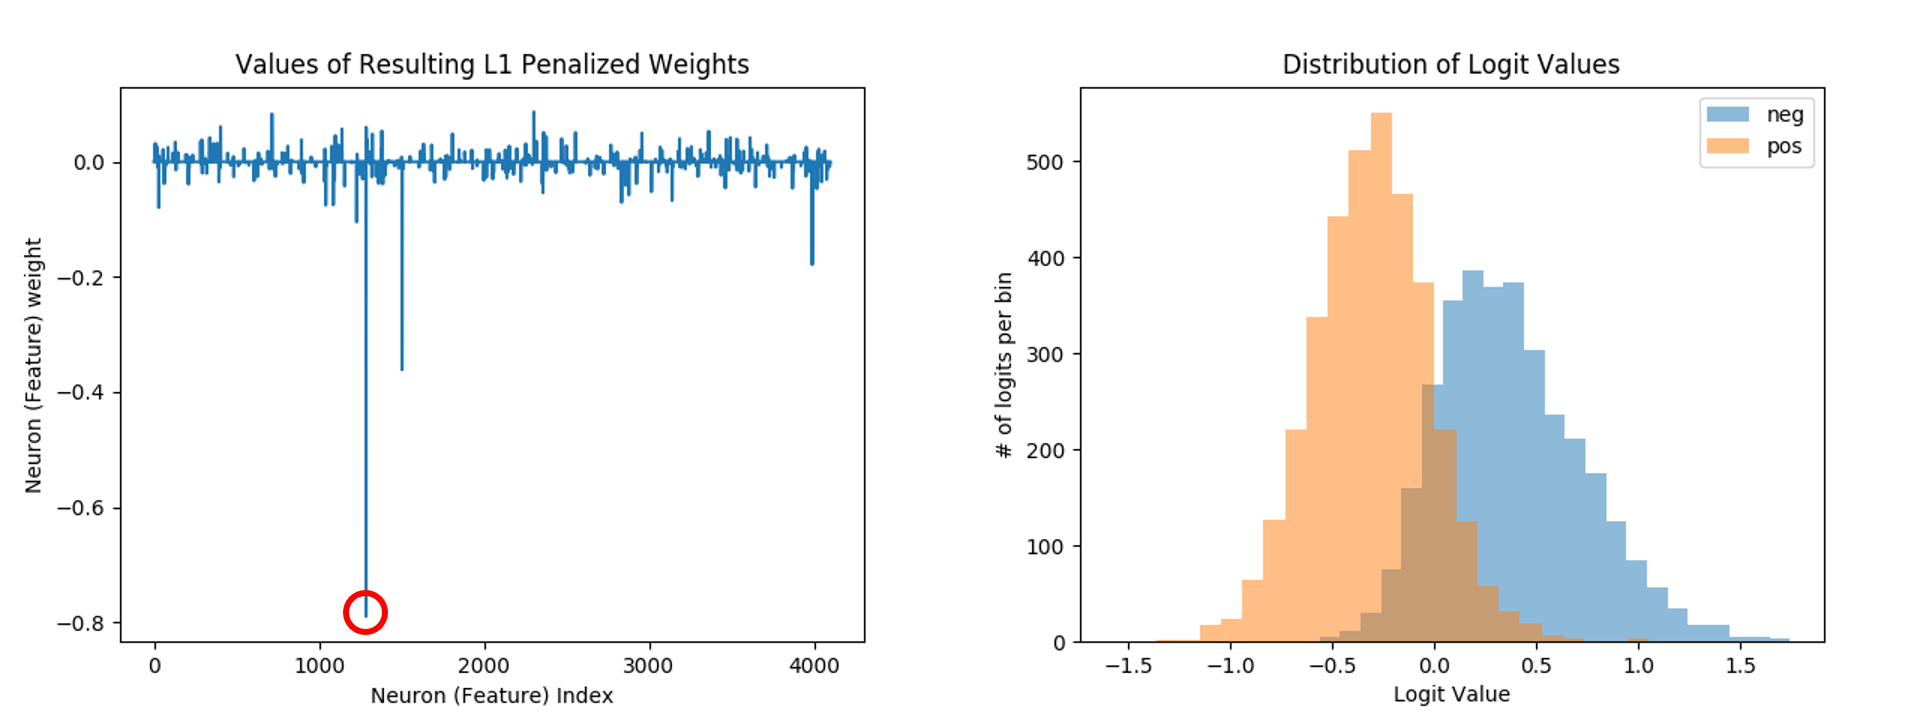 Values of Resulting L1 Penalized Weights
0.0
−0.2
−0.4
−0.6
−0.8
Neuron (Feature) weight
0 1000 2000 3000 4000
Neuron (Feature) Index
Distribution of Logit Values
neg
pos
500
400
300
200
100
0
# of logits per bin
−1.5 −1.0 −0.5 0.0 0.5 1.0 1.5
Logit Value